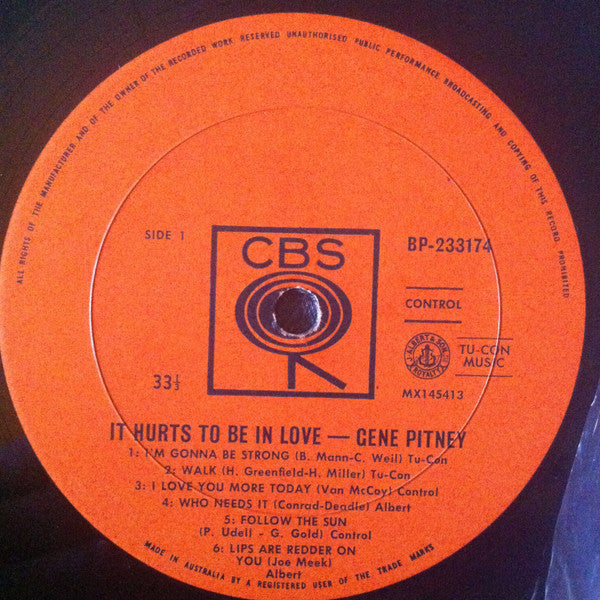 ALL RIGHTS OF THE MANUFACTURER AND OF THE OWNER OF THE RECORDED WORK RESERVED UNAUTHORISED PUBLIC PERFORMANCE BROADCASTING AND COPYING OF THIS RECORD PROHIBITED
SIDE 1
CBS
BP-233174
CONTROL
ALBERT & SON
ROYALTY
TU-CON
MUSIC
33⅓
MX145413
IT HURTS TO BE IN LOVE — GENE PITNEY
1: I'M GONNA BE STRONG (B. Mann-C. Weil) Tu-Con
2: WALK (H. Greenfield-H. Miller) Tu-Con
3: I LOVE YOU MORE TODAY (Van McCoy) Control
4: WHO NEEDS IT (Conrad-Deadle) Albert
5: FOLLOW THE SUN
(P. Udell - G. Gold) Control
6: LIPS ARE REDDER ON
YOU (Joe Meek)
Albert
MADE IN AUSTRALIA BY A REGISTERED USER OF THE TRADE MARKS